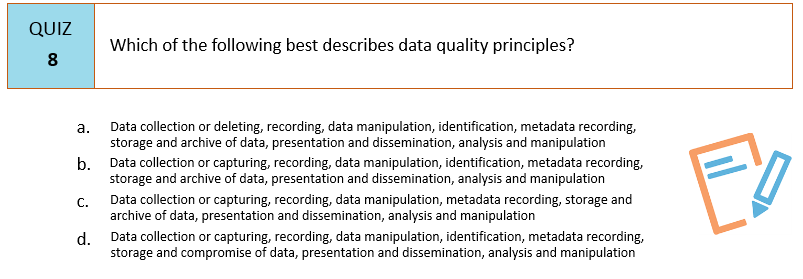 QUIZ
8
Which of the following best describes data quality principles?
a. Data collection or deleting, recording, data manipulation, identification, metadata recording,
storage and archive of data, presentation and dissemination, analysis and manipulation
b. Data collection or capturing, recording, data manipulation, identification, metadata recording,
storage and archive of data, presentation and dissemination, analysis and manipulation
c. Data collection or capturing, recording, data manipulation, metadata recording, storage and
archive of data, presentation and dissemination, analysis and manipulation
d. Data collection or capturing, recording, data manipulation, identification, metadata recording,
storage and compromise of data, presentation and dissemination, analysis and manipulation